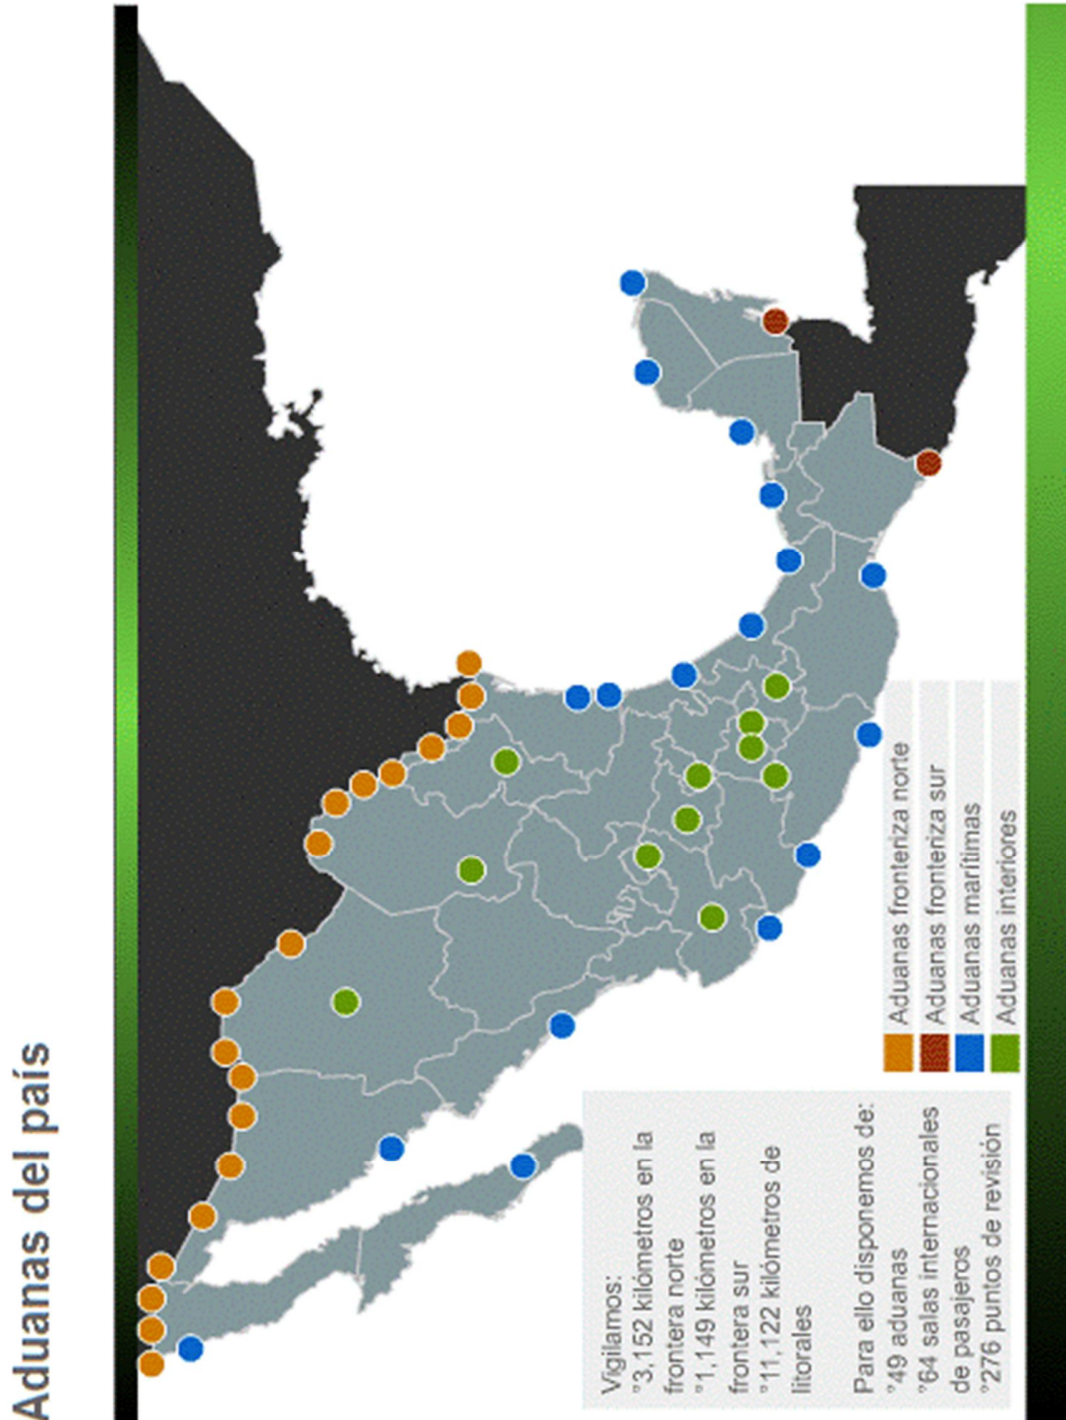 Aduanas del país
Vigilamos:
°3,152 kilómetros en la
frontera norte
°1,149 kilómetros en la
frontera sur
°11,122 kilómetros de
litorales
Para ello disponemos de:
°49 aduanas
°64 salas internacionales
de pasajeros
°276 puntos de revisión
Aduanas fronteriza norte
Aduanas fronteriza sur
Aduanas marítimas
Aduanas interiores